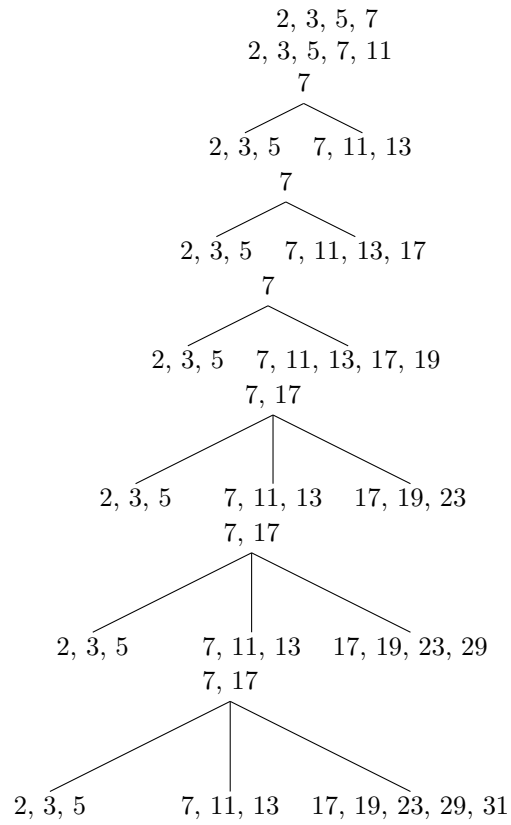 2, 3, 5, 7
2, 3, 5, 7, 11
7
2, 3, 5 7, 11, 13
7
2, 3, 5 7, 11, 13, 17
7
2, 3, 5 7, 11, 13, 17, 19
7, 17
2, 3, 5 7, 11, 13 17, 19, 23
7, 17
2, 3, 5 7, 11, 13 17, 19, 23, 29
7, 17
2, 3, 5 7, 11, 13 17, 19, 23, 29, 31